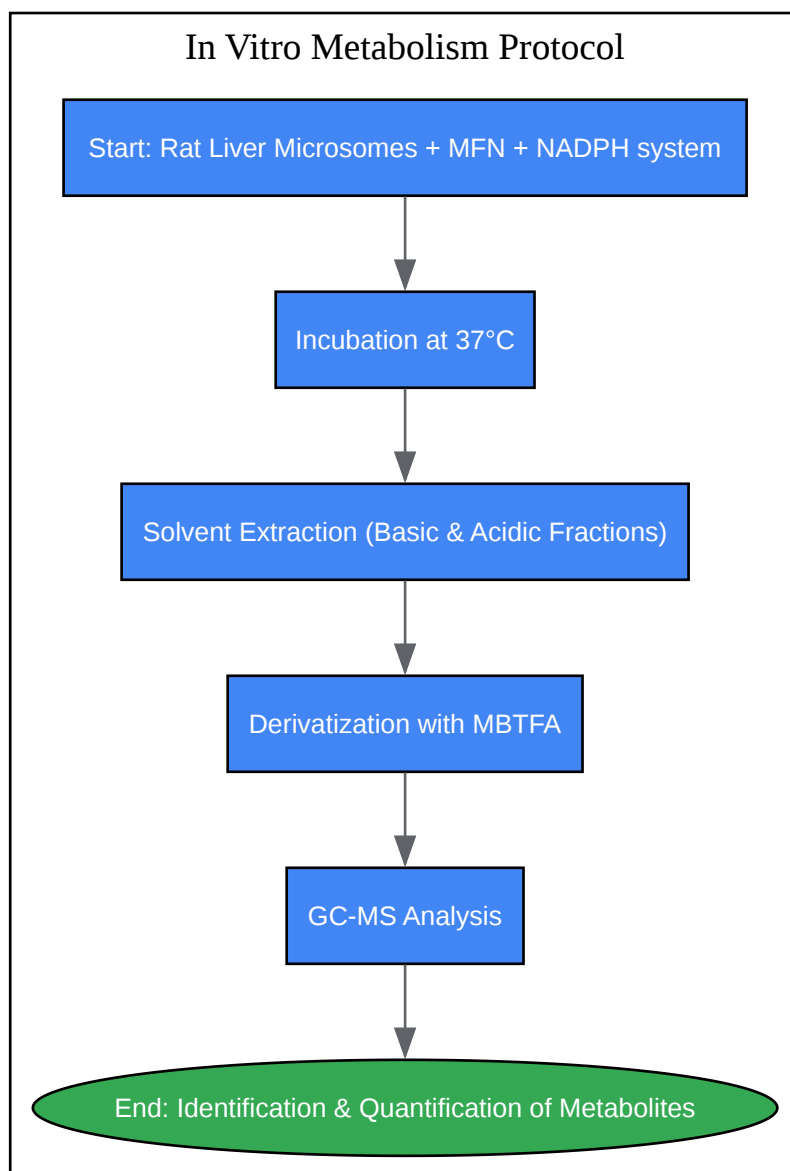 In Vitro Metabolism Protocol
Start: Rat Liver Microsomes + MFN + NADPH system
Incubation at 37°C
Solvent Extraction (Basic & Acidic Fractions)
Derivatization with MBTFA
GC-MS Analysis
End: Identification & Quantification of Metabolites